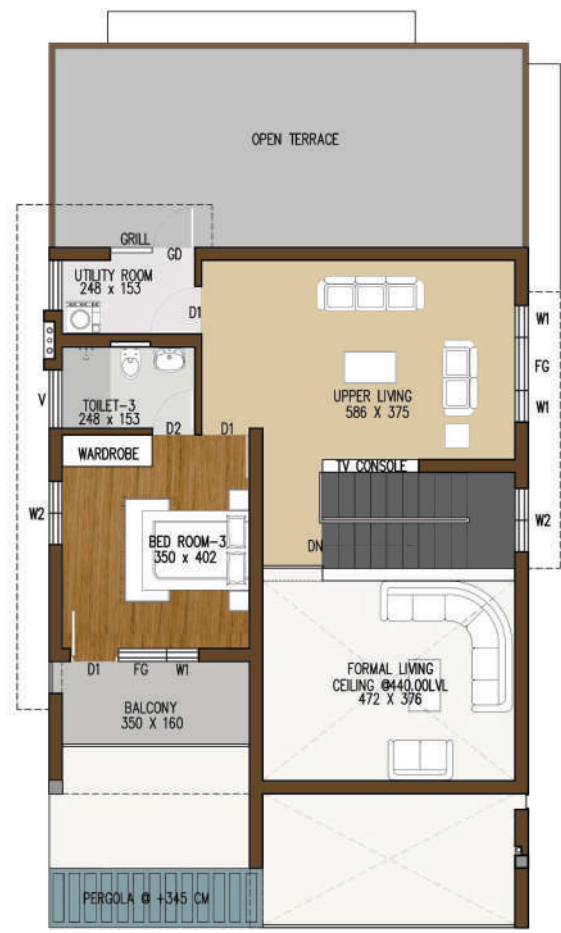 OPEN TERRACE
GRILL
GD
UTILITY ROOM
248 x 153
D1
W1
FG
W1
UPPER LIVING
586 X 375
V
TOILET-3
248 x 153
D2
D1
WARDROBE
TV CONSOLE
W2
W2
BED ROOM-3
350 x 402
DN
D1
FG
W1
FORMAL LIVING
CEILING @440.00LVL
472 X 376
BALCONY
350 X 160
PERGOLA @ +345 CM